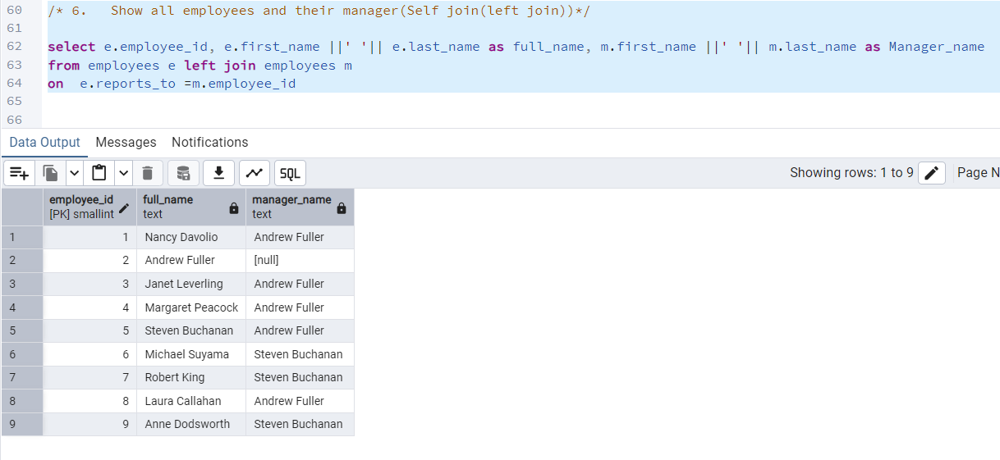 60 /* 6. Show all employees and their manager(Self join(left join))*/
61
62 select e.employee_id, e.first_name ||' '|| e.last_name as full_name, m.first_name ||' '|| m.last_name as Manager_name
63 from employees e left join employees m
64 on e.reports_to =m.employee_id
65
66
Data Output Messages Notifications
SQL Showing rows: 1 to 9 Page N
employee_id full_name manager_name
[PK] smallint text text
1 1 Nancy Davolio Andrew Fuller
2 2 Andrew Fuller [null]
3 3 Janet Leverling Andrew Fuller
4 4 Margaret Peacock Andrew Fuller
5 5 Steven Buchanan Andrew Fuller
6 6 Michael Suyama Steven Buchanan
7 7 Robert King Steven Buchanan
8 8 Laura Callahan Andrew Fuller
9 9 Anne Dodsworth Steven Buchanan